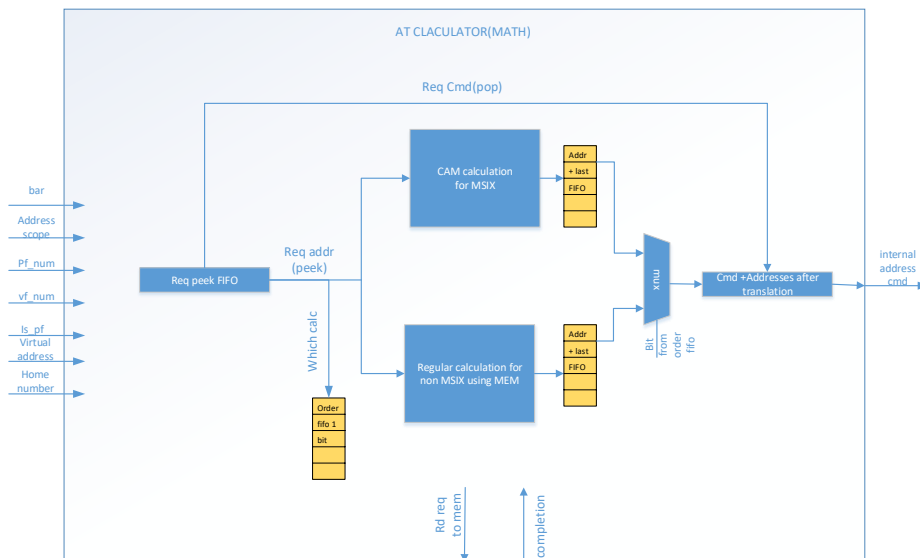 AT CLACULATOR(MATH)
Req Cmd(pop)
bar
Address
scope
Pf_num
vf_num
Is_pf
Virtual
address
Home
number
Req peek FIFO
Req addr
(peek)
Which calc
Order
fifo 1
bit
CAM calculation
for MSIX
Addr
+ last
FIFO
Regular calculation for
non MSIX using MEM
Addr
+ last
FIFO
mux
Bit
from
order
fifo
Cmd +Addresses after
translation
internal
address
cmd
Rd req
to mem
completion